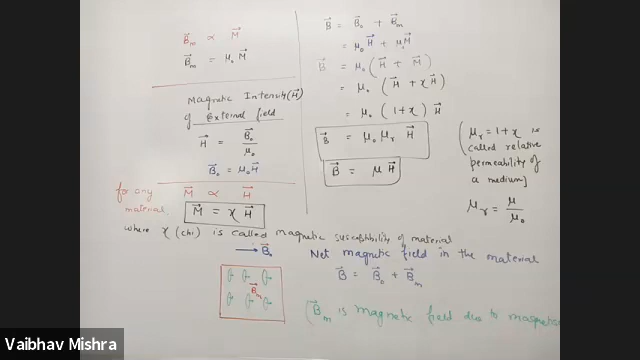 B⃗m ∝ M⃗
B⃗m = μ₀ M⃗
Magnetic Intensity (H⃗)
of External field
H⃗ = B⃗₀ / μ₀
B⃗₀ = μ₀ H⃗
for any material
M⃗ ∝ H⃗
M⃗ = χ H⃗
where χ (chi) is called magnetic susceptibility of material
B⃗ = B⃗₀ + B⃗m
= μ₀ H⃗ + μ₀ M⃗
B⃗ = μ₀ (H⃗ + M⃗)
= μ₀ (H⃗ + χ H⃗)
= μ₀ (1+χ) H⃗
B⃗ = μ₀ μr H⃗
B⃗ = μ H⃗
(μr = 1+χ is
called relative
permeability of
a medium]
μr = μ / μ₀
→ B⃗₀
B⃗m
Net magnetic field in the material
B⃗ = B⃗₀ + B⃗m
(B⃗m is magnetic field due to
Vaibhav Mishra